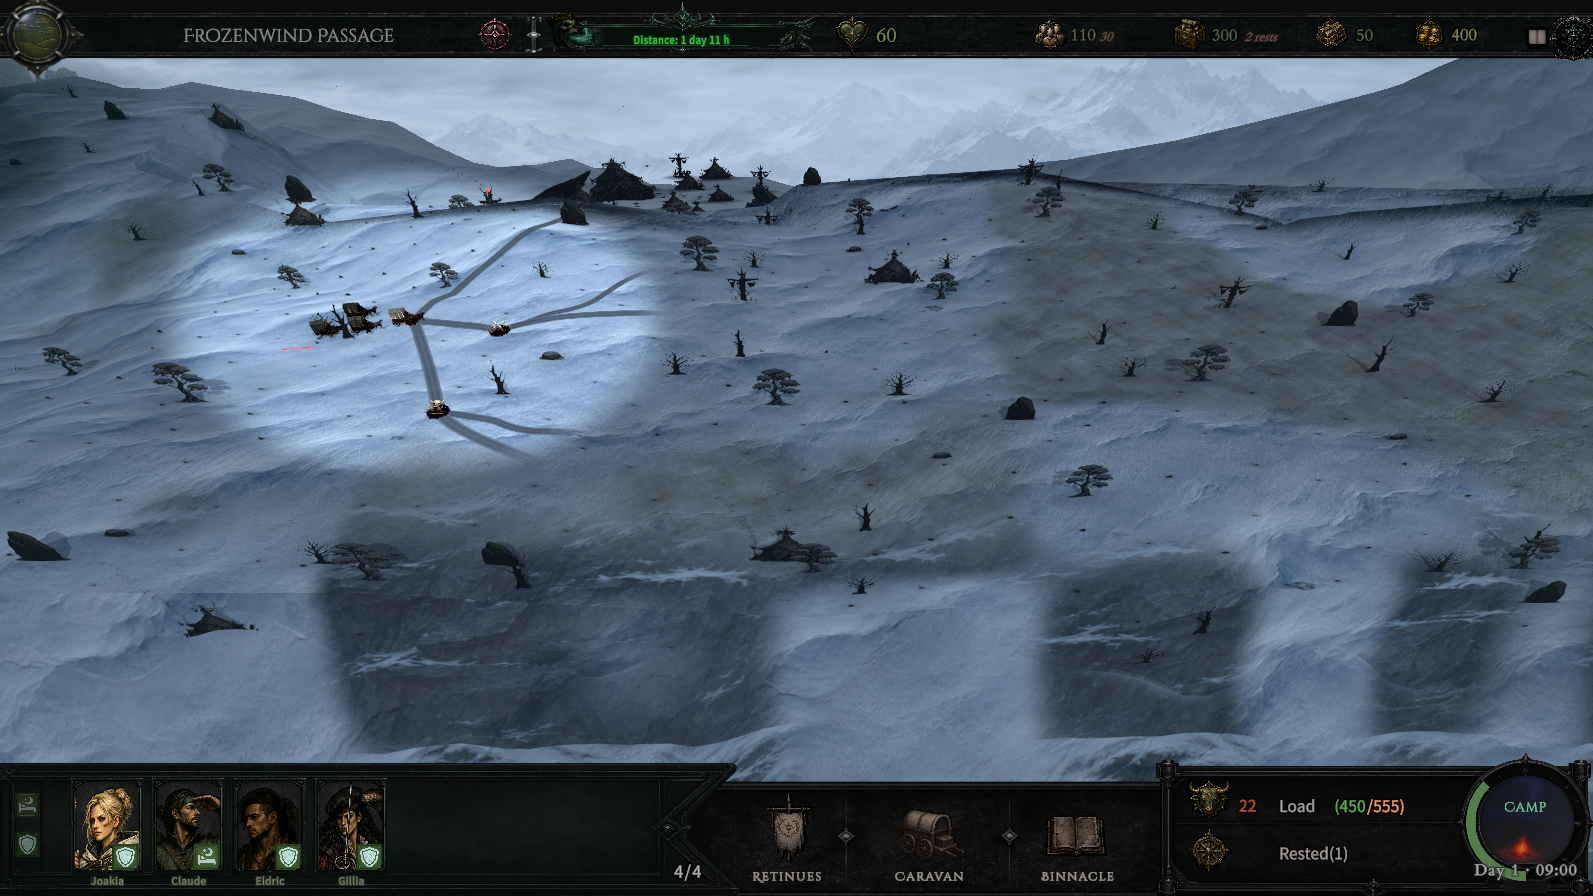 FROZENWIND PASSAGE
Distance: 1 day 11 h
60
110 30
300 2 rests
50
400
Joakia
Claude
Eldric
Gillia
4/4
RETINUES
CARAVAN
BINNACLE
22 Load (450/555)
Rested(1)
CAMP
Day 1 · 09:00